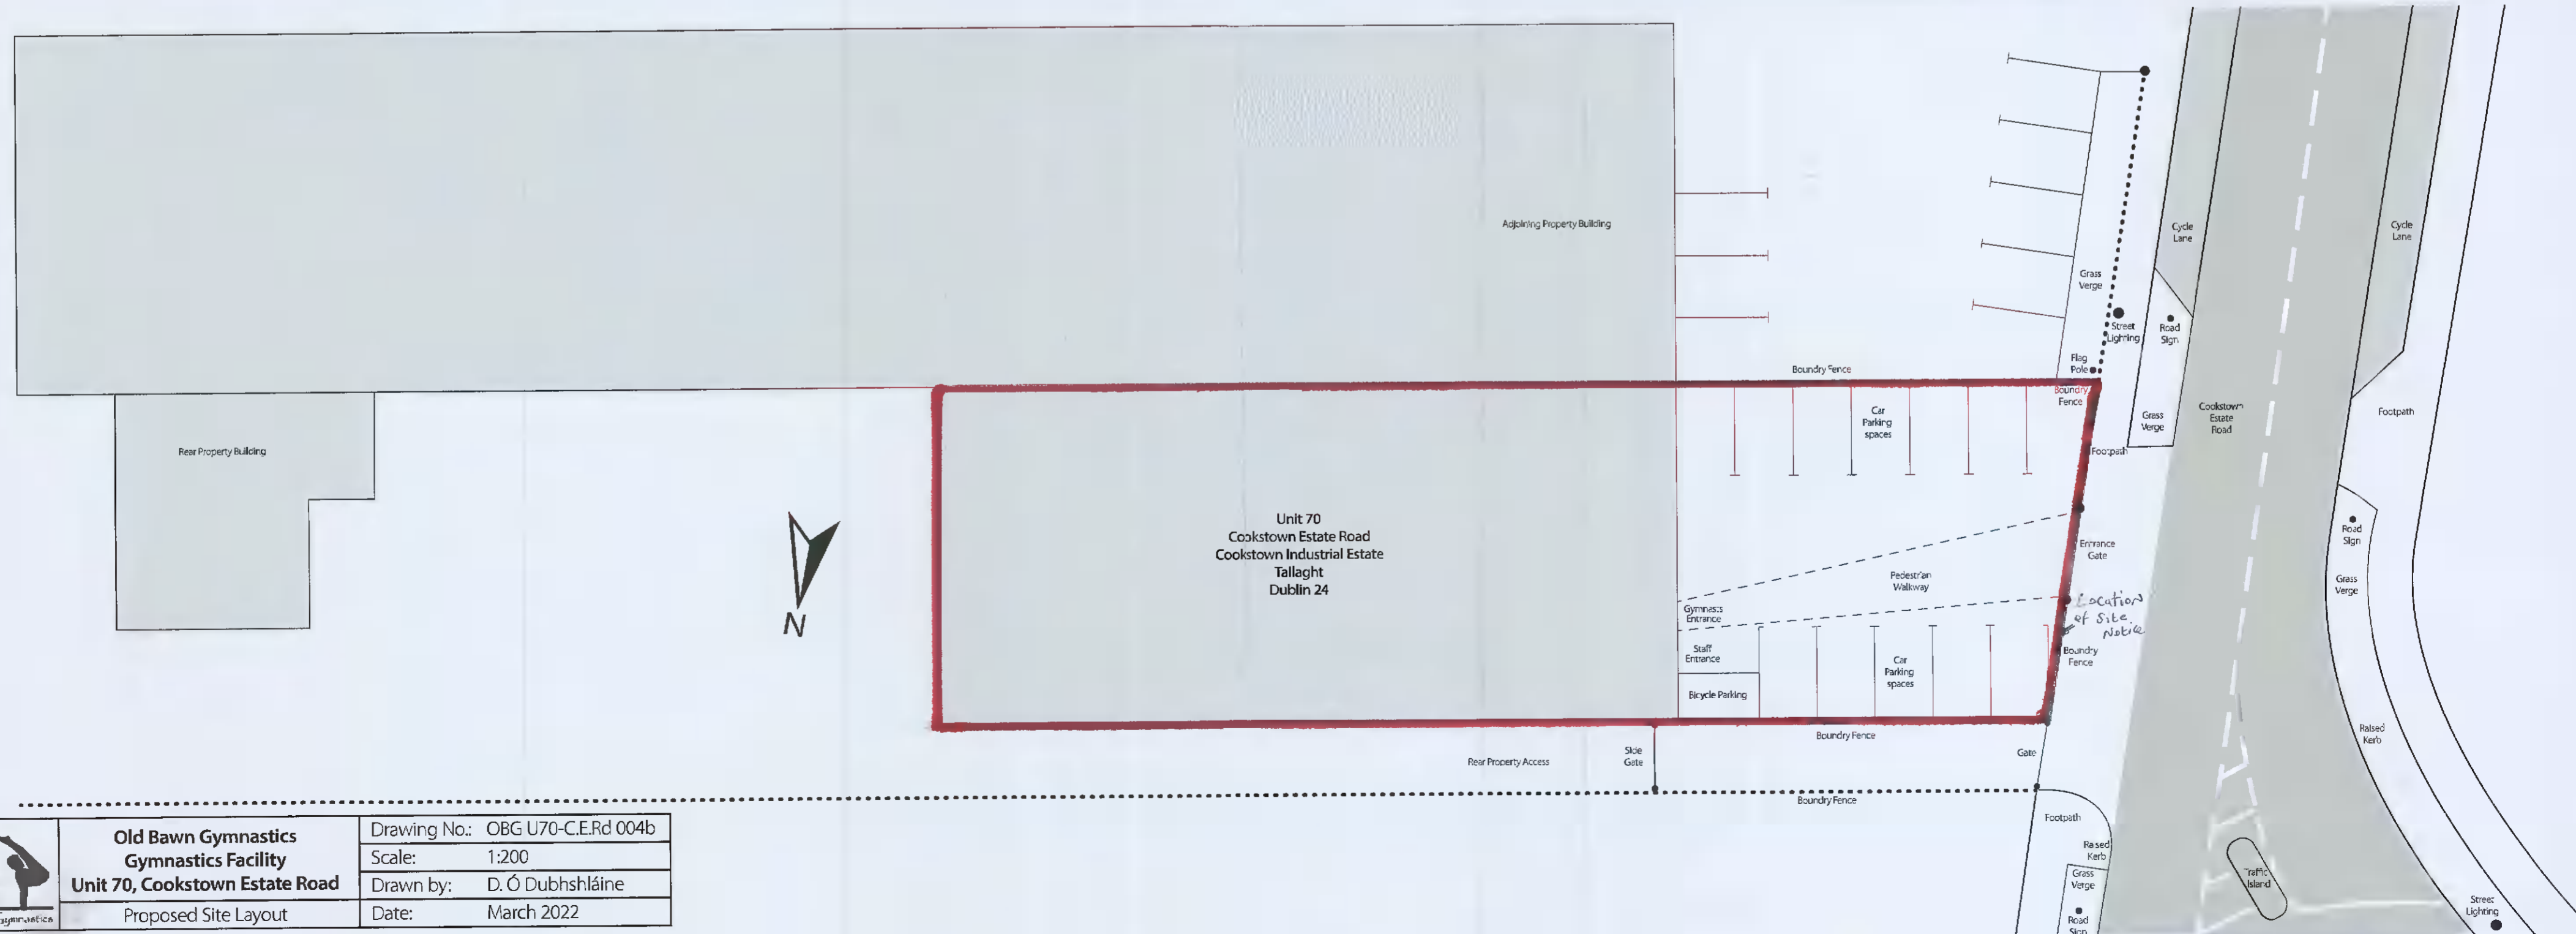 Adjoining Property Building
Rear Property Building
Unit 70
Cookstown Estate Road
Cookstown Industrial Estate
Tallaght
Dublin 24
N
Boundry Fence
Car
Parking
spaces
Boundry
Fence
Flag
Pole
Grass
Verge
Street
Lighting
Road
Sign
Cycle
Lane
Cycle
Lane
Grass
Verge
Cookstown
Estate
Road
Footpath
Footpath
Entrance
Gate
Pedestrian
Walkway
Gymnasts
Entrance
Staff
Entrance
Bicycle Parking
Car
Parking
spaces
Location
of Site
Notice
Boundry
Fence
Road
Sign
Grass
Verge
Raised
Kerb
Boundry Fence
Side
Gate
Rear Property Access
Gate
Boundry Fence
Footpath
Raised
Kerb
Grass
Verge
Road
Sign
Traffic
Island
Street
Lighting
Gymnastics
Old Bawn Gymnastics
Gymnastics Facility
Unit 70, Cookstown Estate Road
Proposed Site Layout
Drawing No.: OBG U70-C.E.Rd 004b
Scale: 1:200
Drawn by: D. Ó Dubhshláine
Date: March 2022